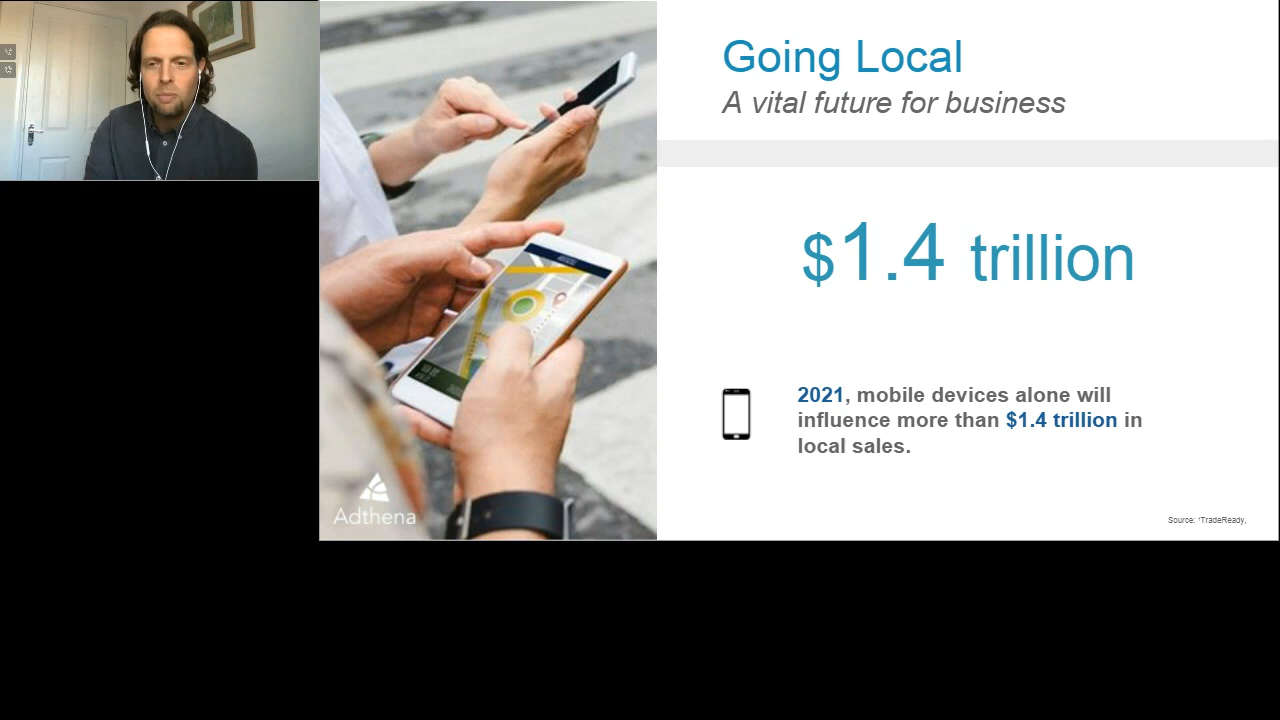 Going Local
A vital future for business
$1.4 trillion
2021, mobile devices alone will
influence more than $1.4 trillion in
local sales.
Adthena
Source: *TradeReady,